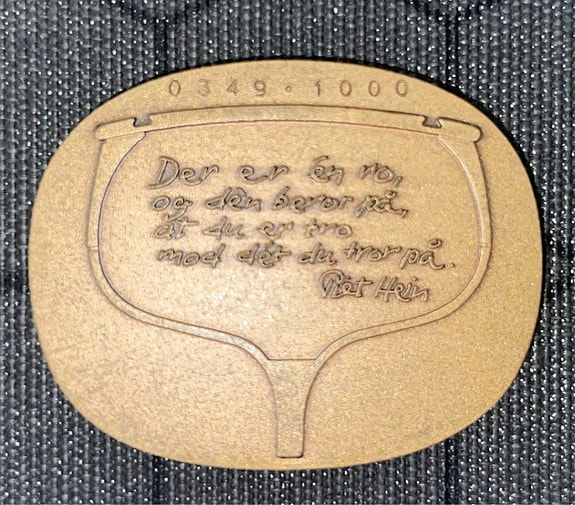 0349·1000
Der er én ro,
og den beror på,
at du er tro
mod dét du tror på.
Piet Hein